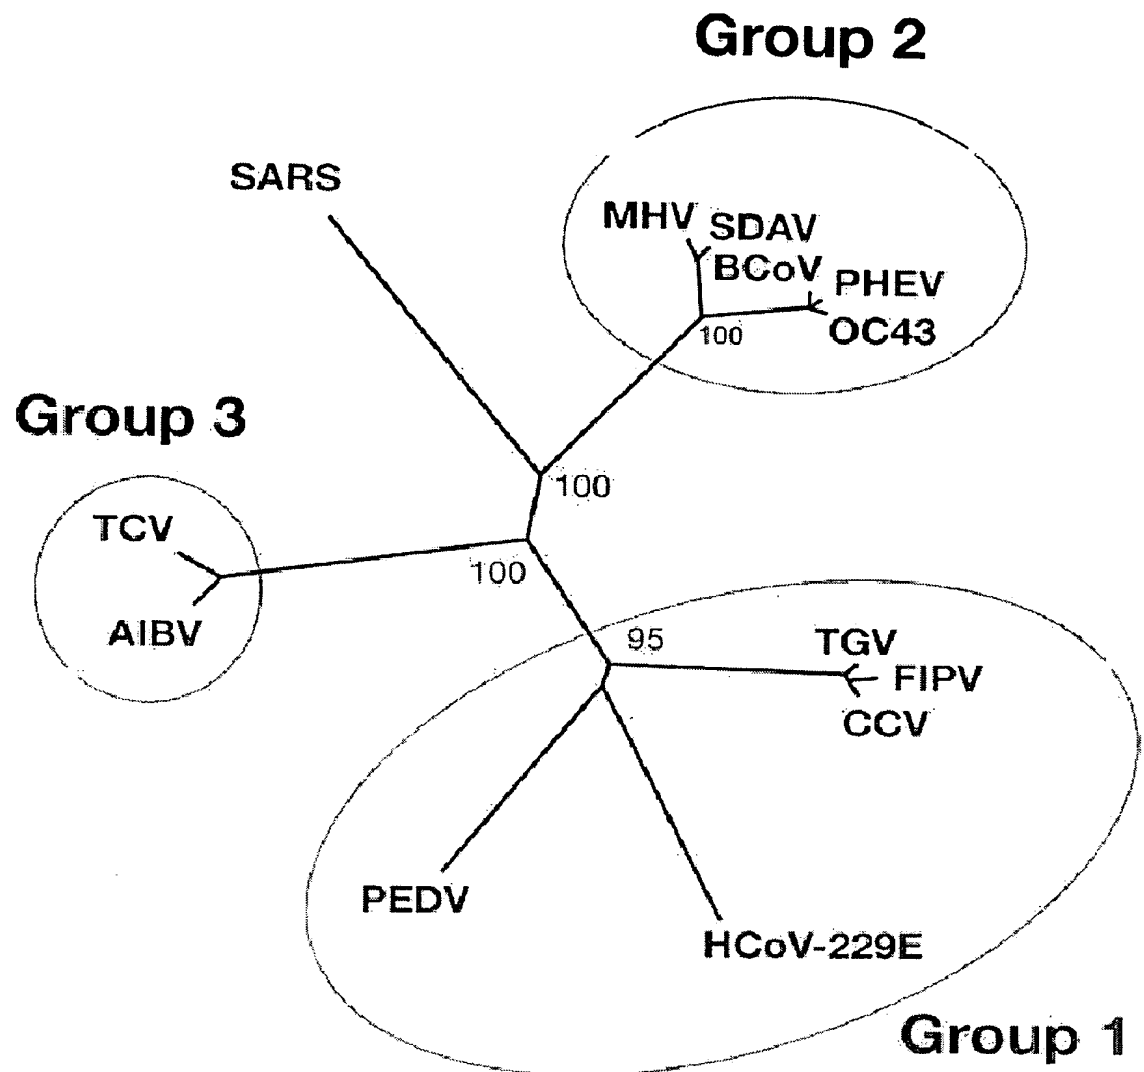 Group 2
SARS
MHV
SDAV
BCoV
PHEV
OC43
100
Group 3
100
TCV
100
AIBV
95
TGV
FIPV
CCV
PEDV
HCoV-229E
Group 1